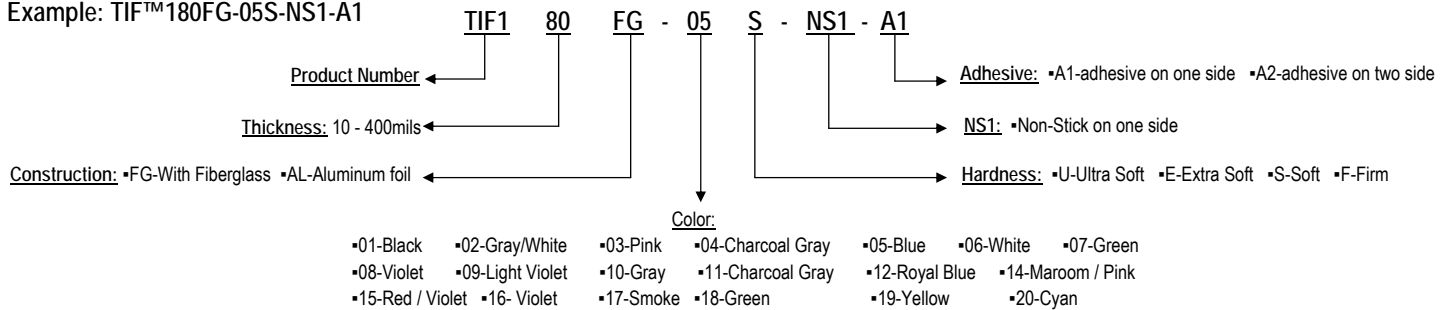 Example: TIF™180FG-05S-NS1-A1
TIF1 80 FG - 05 S - NS1 - A1
Product Number
Adhesive: ▪A1-adhesive on one side ▪A2-adhesive on two side
Thickness: 10 - 400mils
NS1: ▪Non-Stick on one side
Construction: ▪FG-With Fiberglass ▪AL-Aluminum foil
Hardness: ▪U-Ultra Soft ▪E-Extra Soft ▪S-Soft ▪F-Firm
Color:
▪01-Black ▪02-Gray/White ▪03-Pink ▪04-Charcoal Gray ▪05-Blue ▪06-White ▪07-Green
▪08-Violet ▪09-Light Violet ▪10-Gray ▪11-Charcoal Gray ▪12-Royal Blue ▪14-Maroom / Pink
▪15-Red / Violet ▪16- Violet ▪17-Smoke ▪18-Green ▪19-Yellow ▪20-Cyan